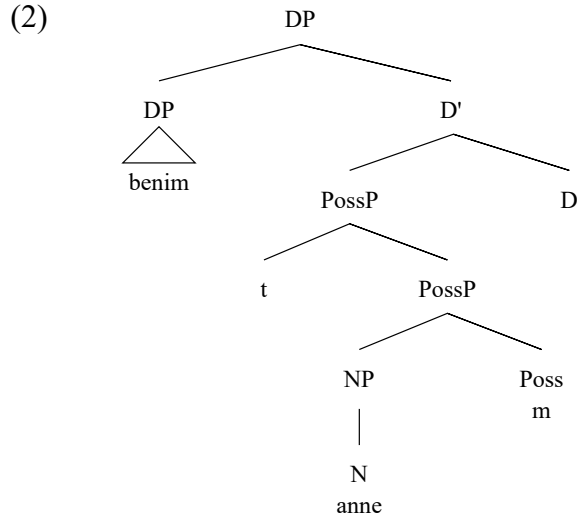 (2)
DP
DP D'
benim
PossP D
t PossP
NP Poss
m
N
anne